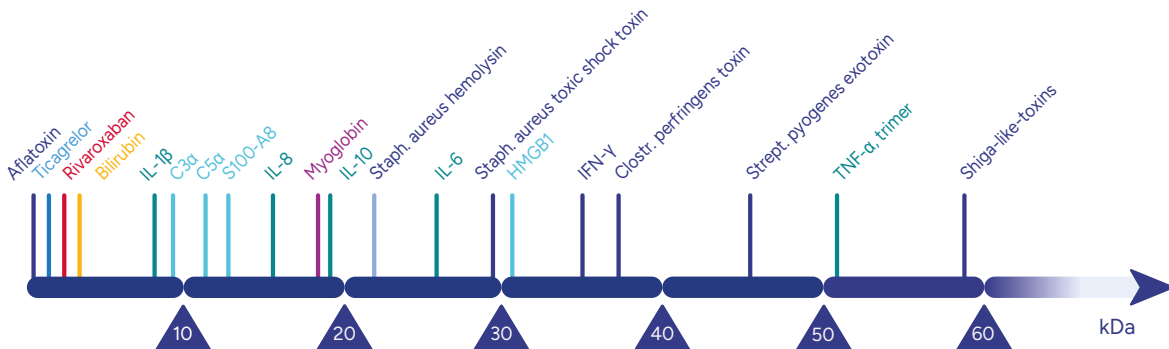 Aflatoxin
Ticagrelor
Rivaroxaban
Bilirubin
IL-1β
C3α
C5α
S100-A8
IL-8
Myoglobin
IL-10
Staph. aureus hemolysin
IL-6
Staph. aureus toxic shock toxin
HMGB1
IFN-γ
Clostr. perfringens toxin
Strept. pyogenes exotoxin
TNF-α, trimer
Shiga-like-toxins
10
20
30
40
50
60
kDa